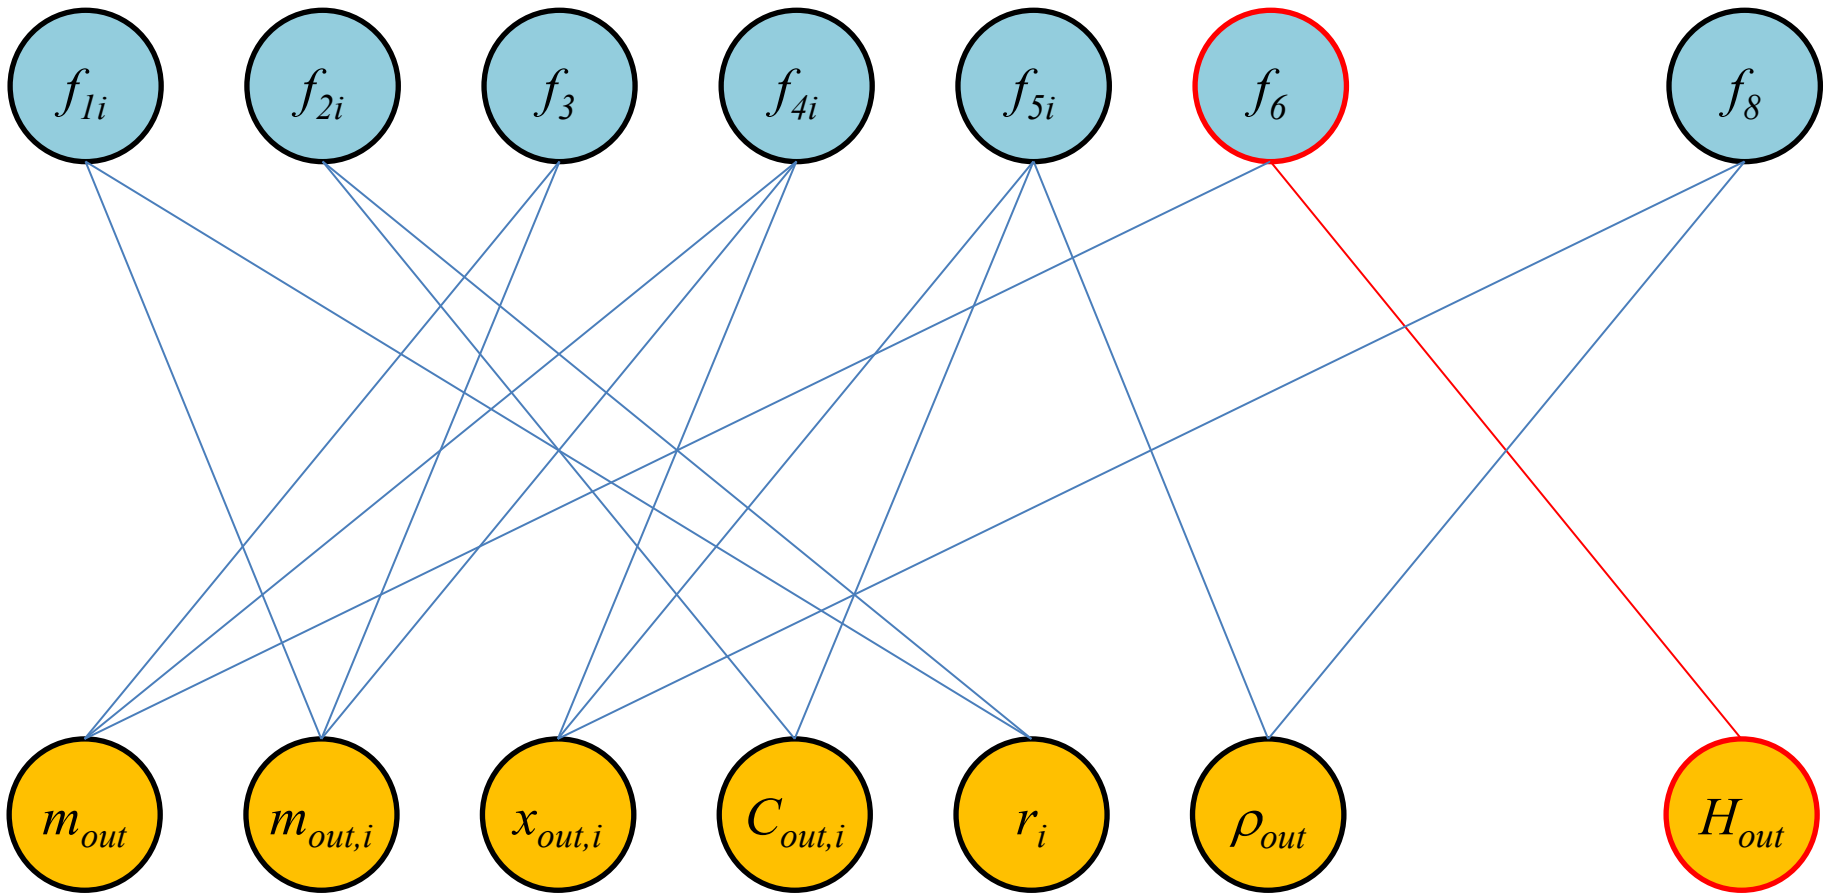 f1i f2i f3 f4i f5i f6 f8
mout mout,i xout,i Cout,i ri ρout Hout